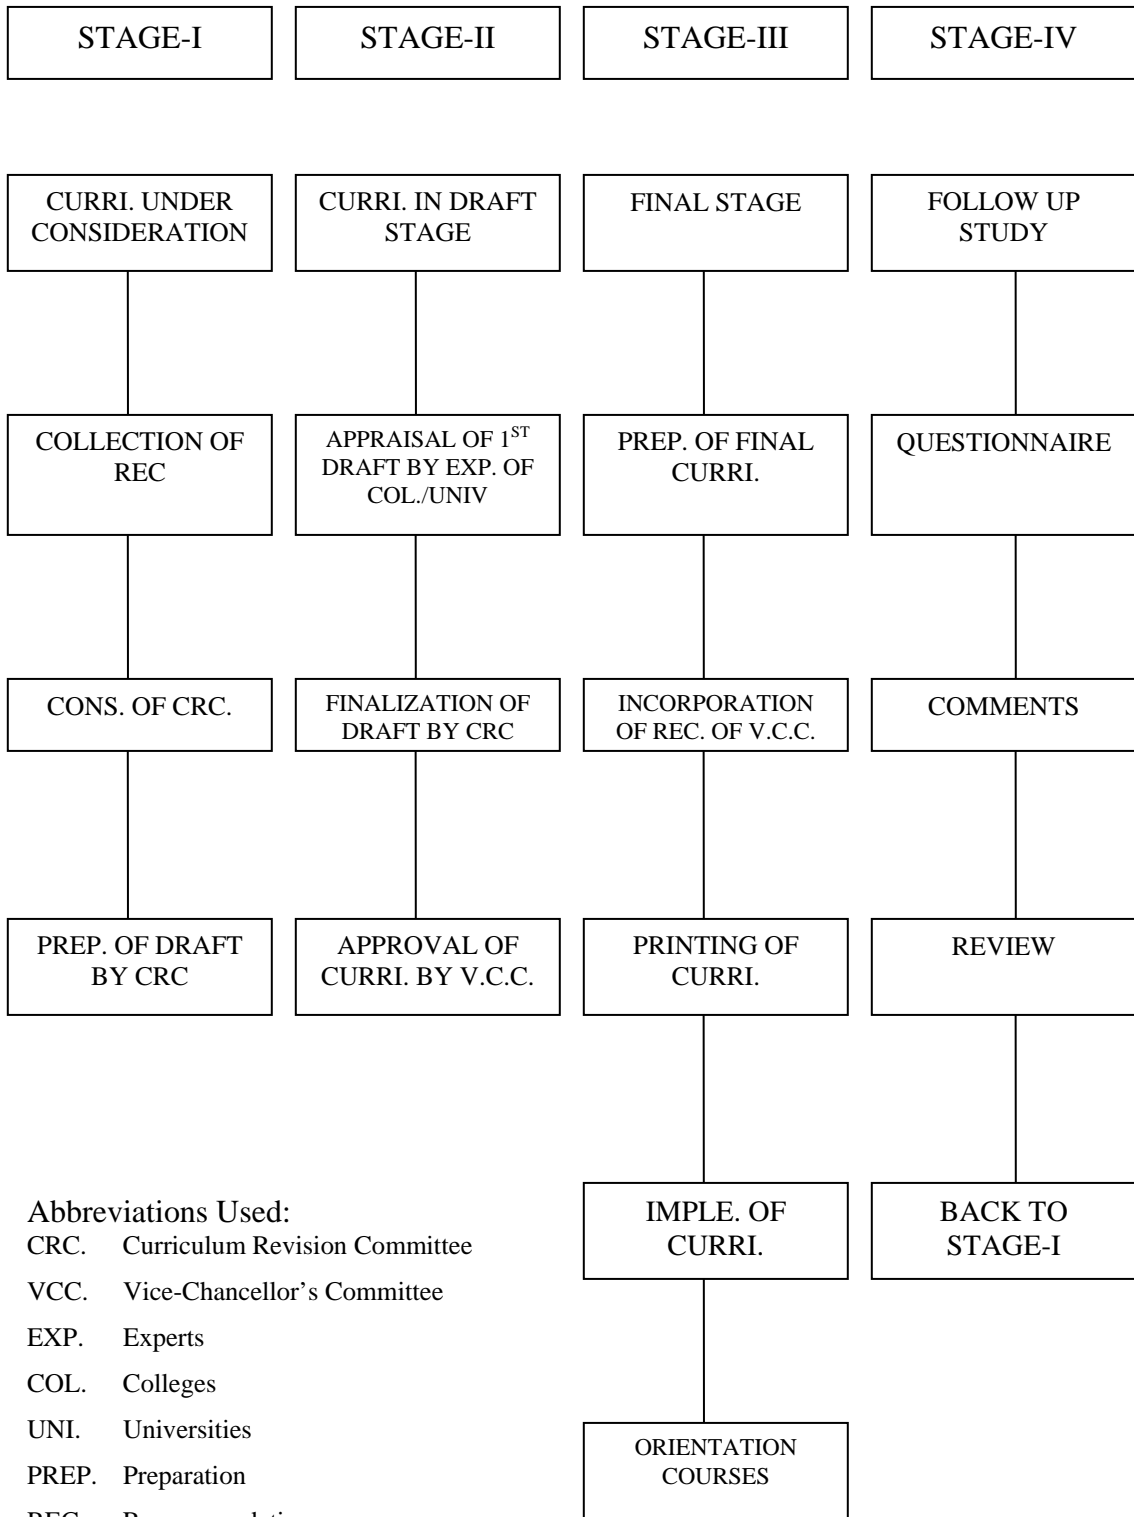 STAGE-I
STAGE-II
STAGE-III
STAGE-IV
CURRI. UNDER
CONSIDERATION
CURRI. IN DRAFT
STAGE
FINAL STAGE
FOLLOW UP
STUDY
COLLECTION OF
REC
APPRAISAL OF 1ST
DRAFT BY EXP. OF
COL./UNIV
PREP. OF FINAL
CURRI.
QUESTIONNAIRE
CONS. OF CRC.
FINALIZATION OF
DRAFT BY CRC
INCORPORATION
OF REC. OF V.C.C.
COMMENTS
PREP. OF DRAFT
BY CRC
APPROVAL OF
CURRI. BY V.C.C.
PRINTING OF
CURRI.
REVIEW
IMPLE. OF
CURRI.
BACK TO
STAGE-I
ORIENTATION
COURSES
Abbreviations Used:
CRC. Curriculum Revision Committee
VCC. Vice-Chancellor’s Committee
EXP. Experts
COL. Colleges
UNI. Universities
PREP. Preparation